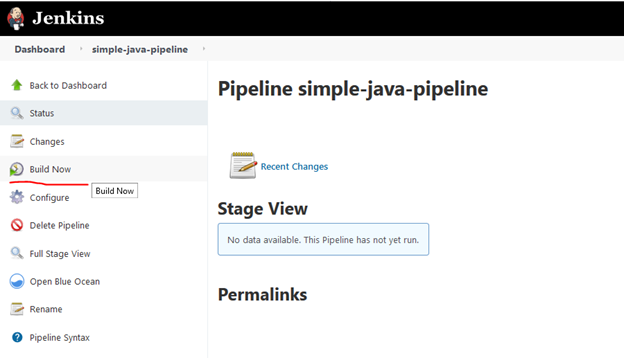 Jenkins
Dashboard simple-java-pipeline
Back to Dashboard
Status
Changes
Build Now
Build Now
Configure
Delete Pipeline
Full Stage View
Open Blue Ocean
Rename
? Pipeline Syntax
Pipeline simple-java-pipeline
Recent Changes
Stage View
No data available. This Pipeline has not yet run.
Permalinks